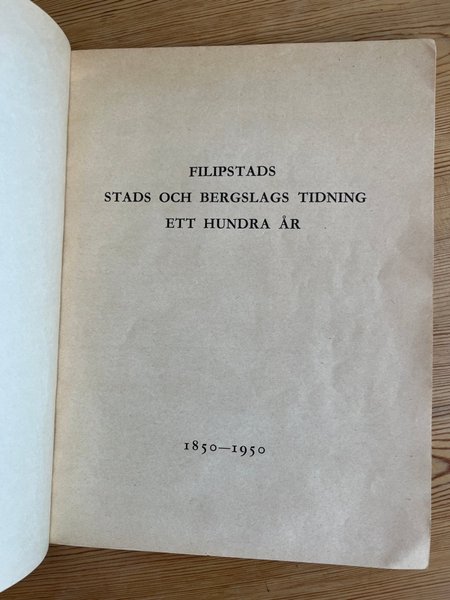 FILIPSTADS
STADS OCH BERGSLAGS TIDNING
ETT HUNDRA ÅR
1850—1950